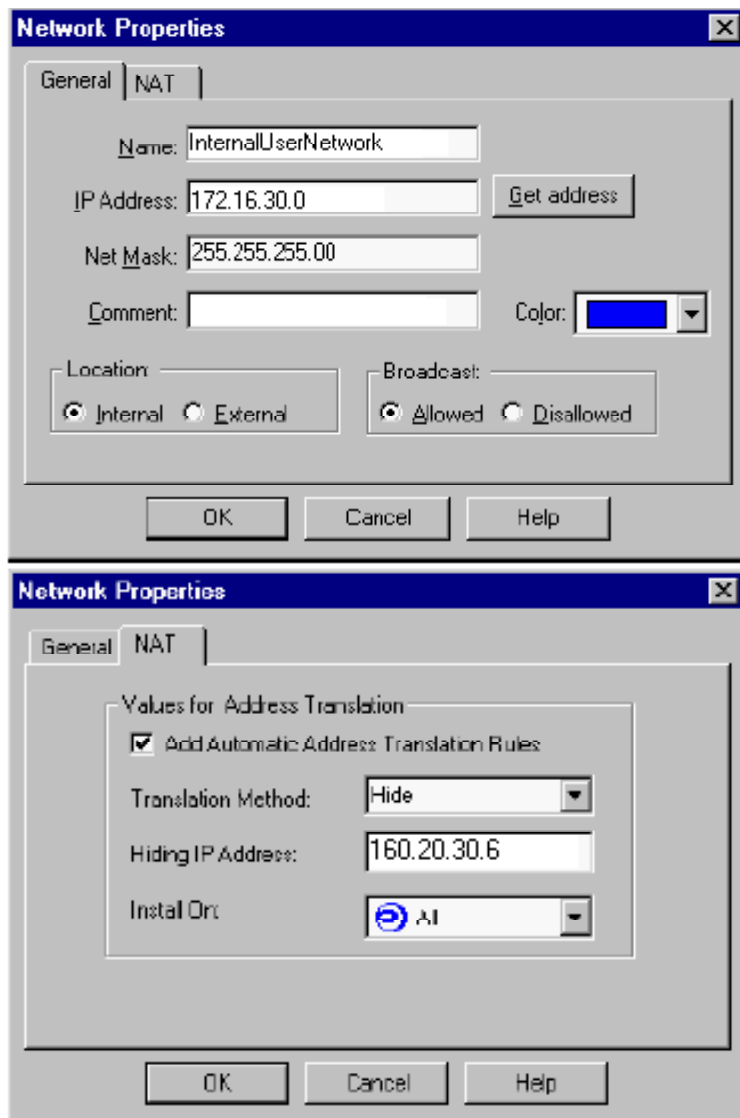 Network Properties
General NAT
Name: InternalUserNetwork
IP Address: 172.16.30.0 Get address
Net Mask: 255.255.255.00
Comment: Color:
Location: Broadcast:
Internal External Allowed Disallowed
OK Cancel Help
Network Properties
General NAT
Values for Address Translation
Add Automatic Address Translation Rules
Translation Method: Hide
Hiding IP Address: 160.20.30.6
Install On: All
OK Cancel Help